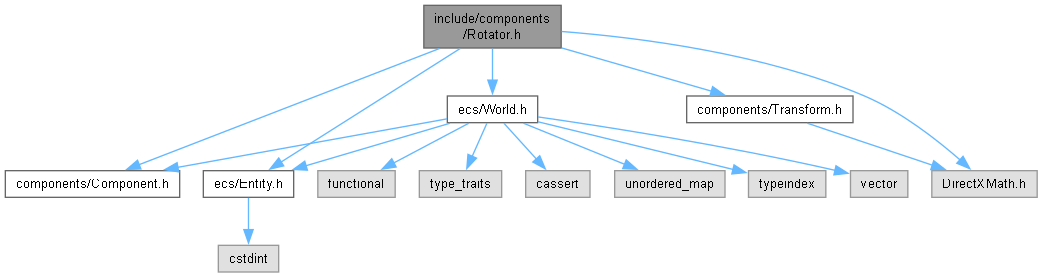 include/components
/Rotator.h
ecs/World.h
components/Transform.h
components/Component.h
ecs/Entity.h
functional
type_traits
cassert
unordered_map
typeindex
vector
DirectXMath.h
cstdint